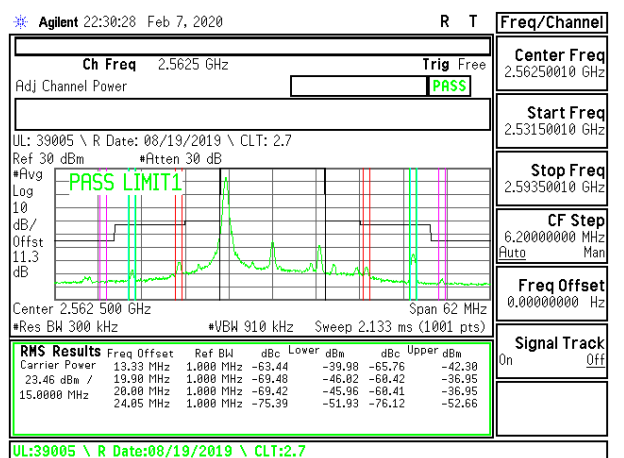 Agilent 22:30:28 Feb 7, 2020 R T
Freq/Channel
Ch Freq 2.5625 GHz Trig Free
Adj Channel Power PASS
Center Freq
2.56250010 GHz
Start Freq
2.53150010 GHz
Stop Freq
2.59350010 GHz
CF Step
6.20000000 MHz
Auto Man
Freq Offset
0.00000000 Hz
Signal Track
On Off
UL: 39005 \ R Date: 08/19/2019 \ CLT: 2.7
Ref 30 dBm #Atten 30 dB
#Avg
Log
10
dB/
Offst
11.3
dB
PASS LIMIT1
Center 2.562 500 GHz Span 62 MHz
#Res BW 300 kHz #VBW 910 kHz Sweep 2.133 ms (1001 pts)
RMS Results Freq Offset Ref BW dBc Lower dBm dBc Upper dBm
Carrier Power 13.33 MHz 1.000 MHz -63.44 -39.98 -65.76 -42.30
23.46 dBm / 19.90 MHz 1.000 MHz -69.48 -46.02 -60.42 -36.95
15.0000 MHz 20.00 MHz 1.000 MHz -69.42 -45.96 -60.41 -36.95
24.05 MHz 1.000 MHz -75.39 -51.93 -76.12 -52.66
UL:39005 \ R Date:08/19/2019 \ CLT:2.7